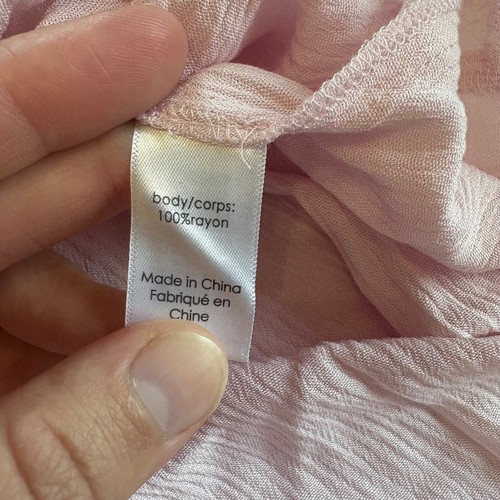 body/corps:
100%rayon
Made in China
Fabriqué en
Chine